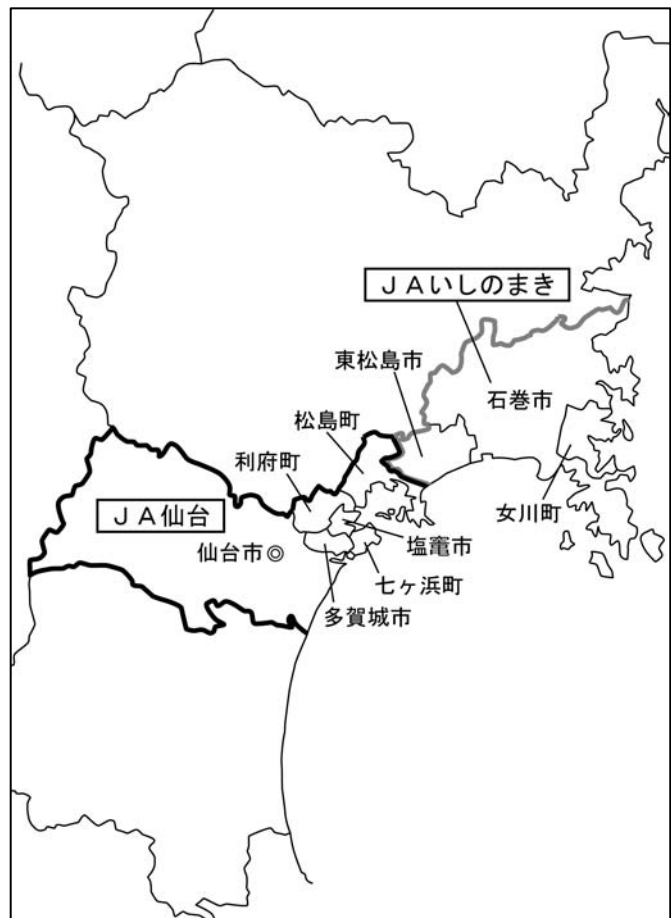 ＪＡいしのまき
東松島市
石巻市
松島町
利府町
女川町
ＪＡ仙台
塩竈市
仙台市◎
七ヶ浜町
多賀城市